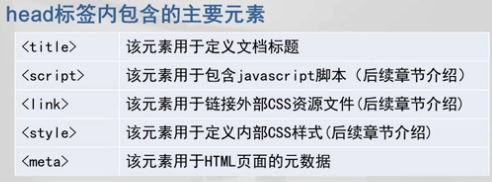 head标签内包含的主要元素
<title> 该元素用于定义文档标题
<script> 该元素用于包含javascript脚本（后续章节介绍）
<link> 该元素用于链接外部CSS资源文件(后续章节介绍)
<style> 该元素用于定义内部CSS样式(后续章节介绍)
<meta> 该元素用于HTML页面的元数据